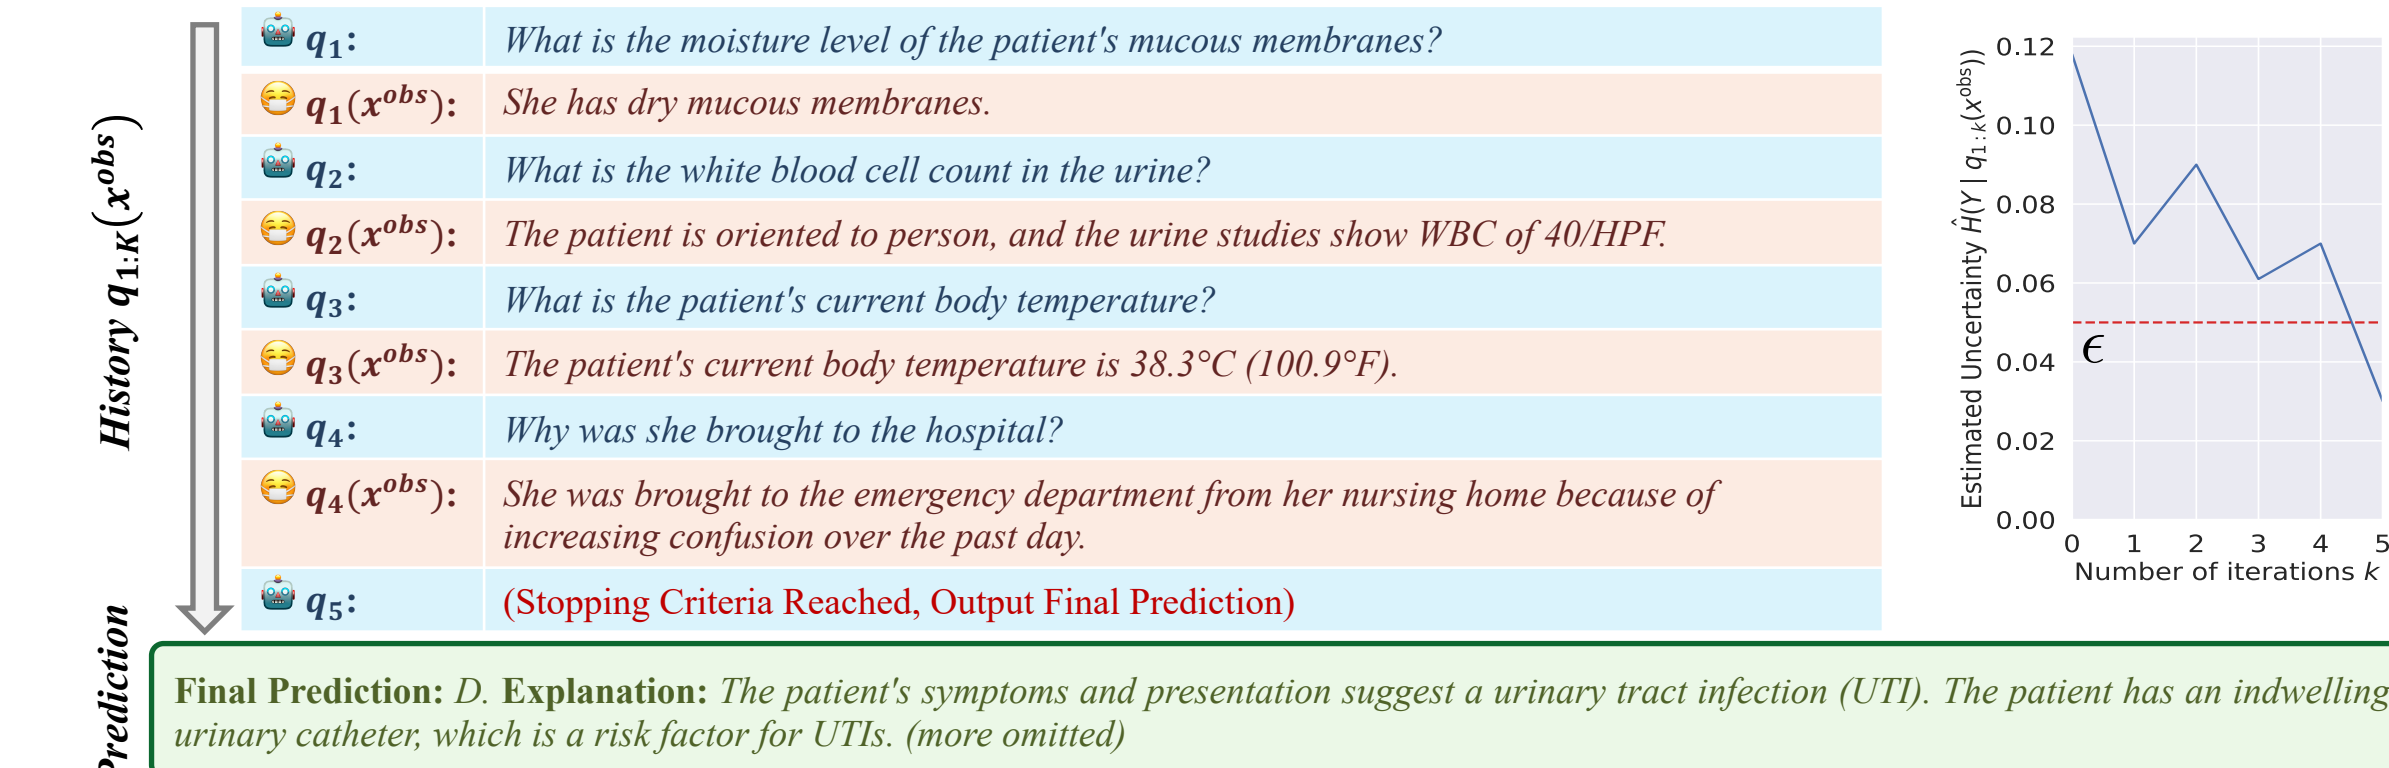 History q1:K(x^obs)
q1: What is the moisture level of the patient's mucous membranes?
q1(x^obs): She has dry mucous membranes.
q2: What is the white blood cell count in the urine?
q2(x^obs): The patient is oriented to person, and the urine studies show WBC of 40/HPF.
q3: What is the patient's current body temperature?
q3(x^obs): The patient's current body temperature is 38.3°C (100.9°F).
q4: Why was she brought to the hospital?
q4(x^obs): She was brought to the emergency department from her nursing home because of
increasing confusion over the past day.
q5: (Stopping Criteria Reached, Output Final Prediction)
Estimated Uncertainty Ĥ(Y | q1:k(x^obs))
0.12
0.10
0.08
0.06
0.04
0.02
0.00
ϵ
0 1 2 3 4 5
Number of iterations k
Prediction
Final Prediction: D. Explanation: The patient's symptoms and presentation suggest a urinary tract infection (UTI). The patient has an indwelling
urinary catheter, which is a risk factor for UTIs. (more omitted)